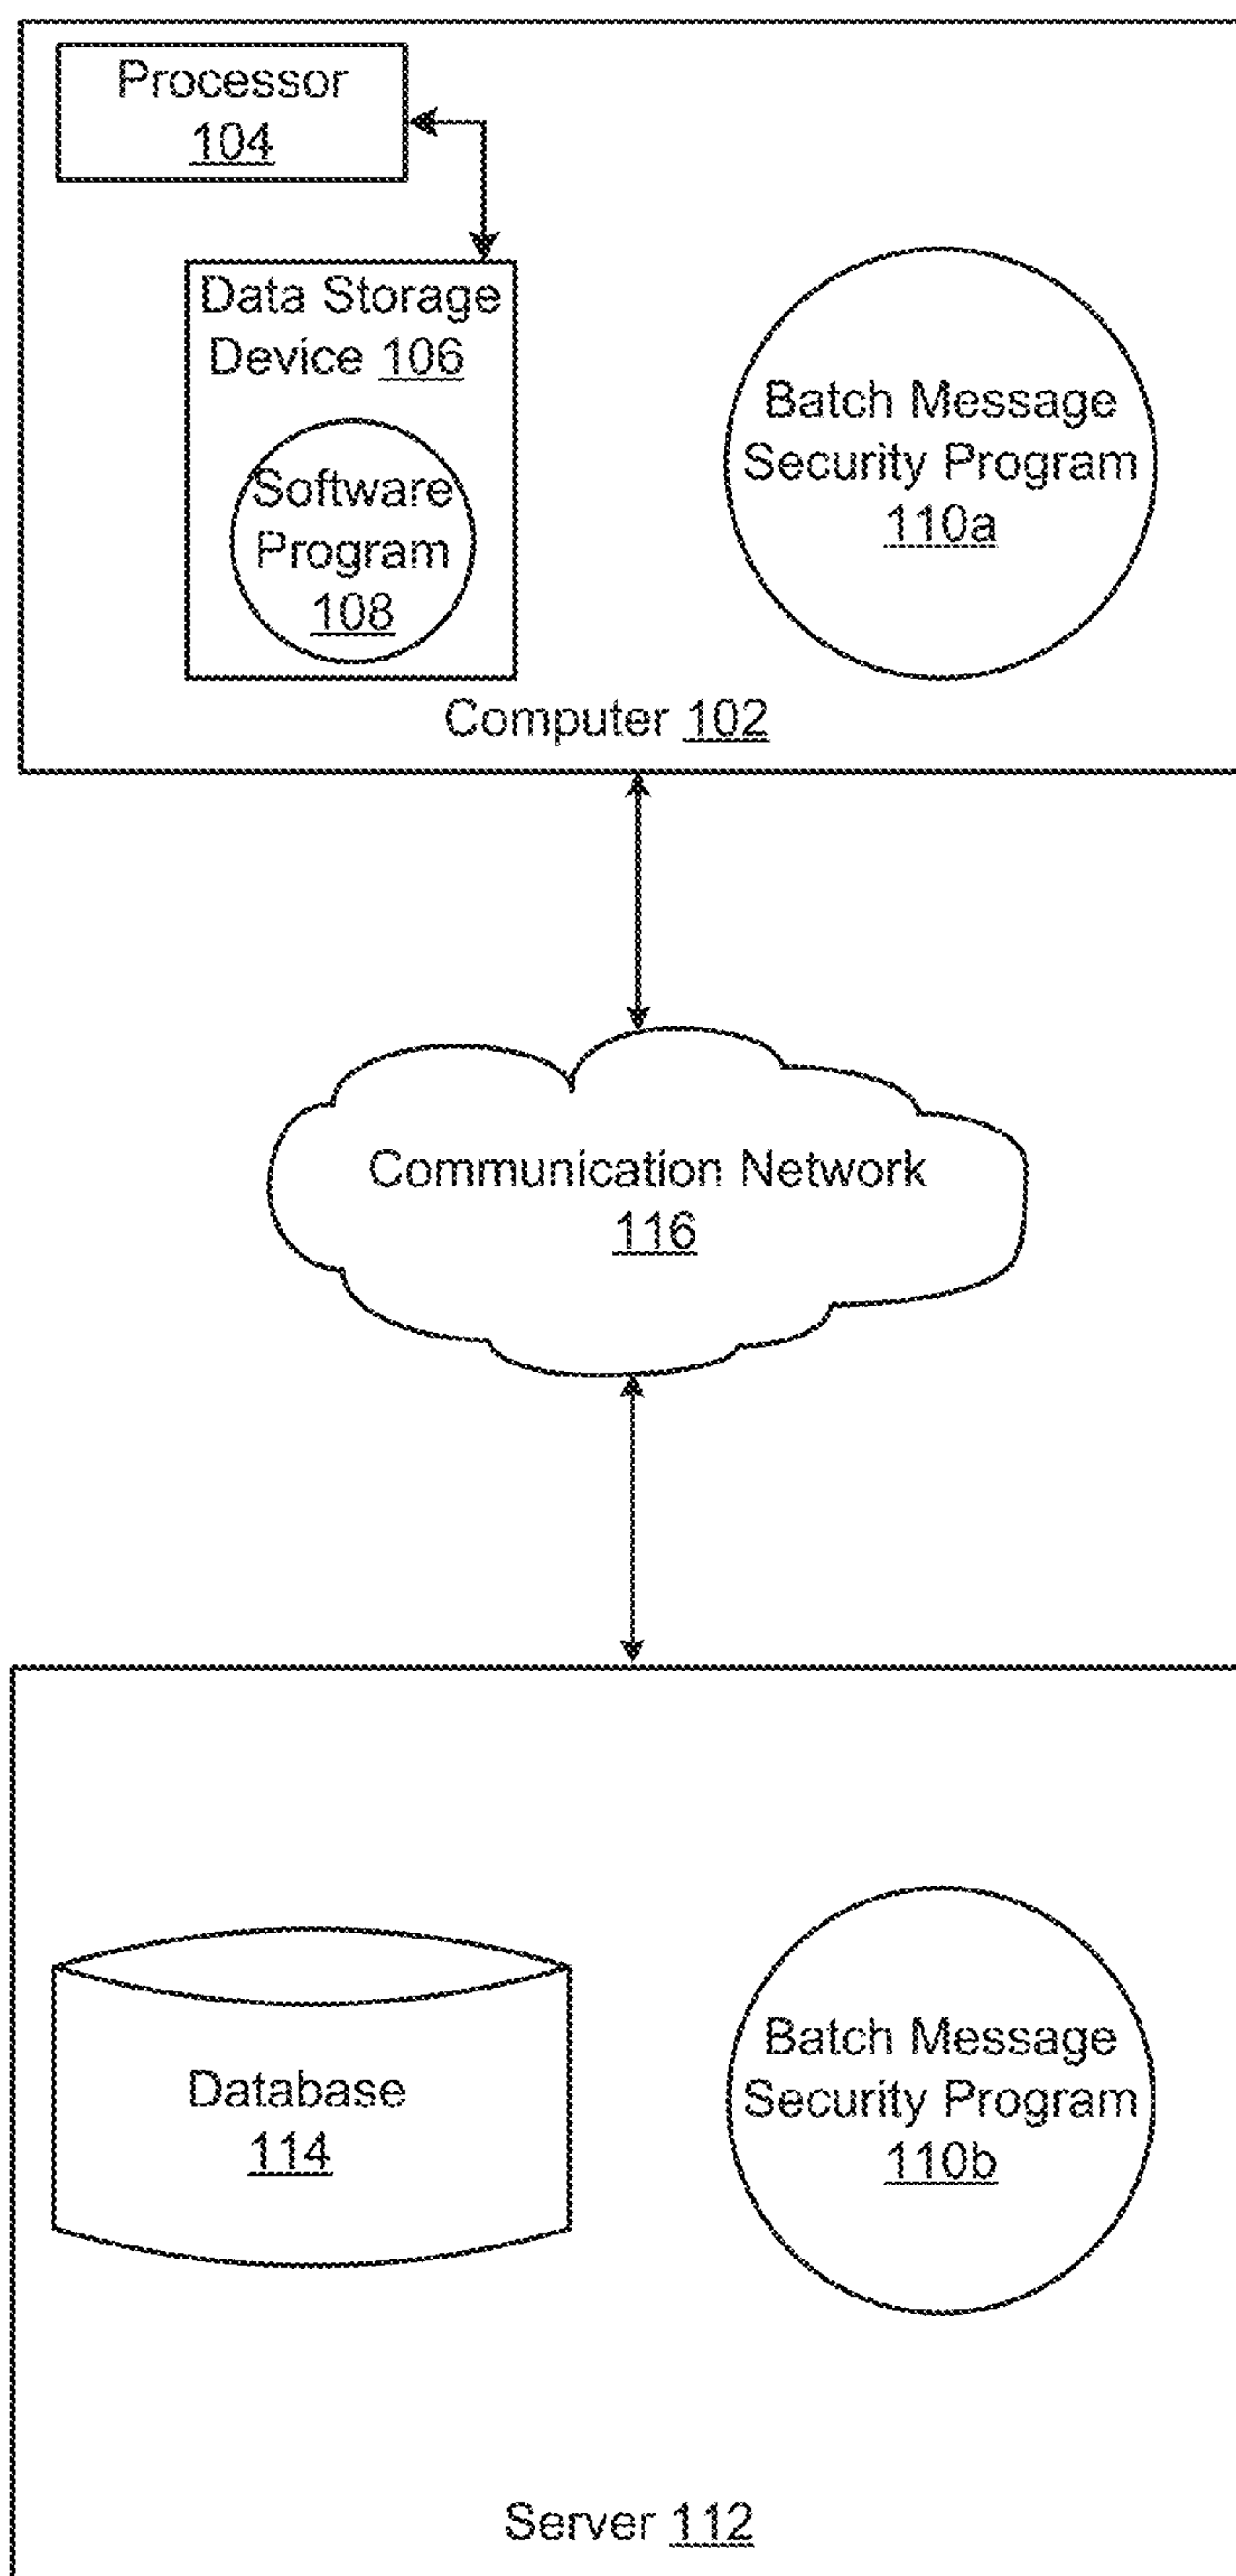 Processor
104
Data Storage
Device 106
Software
Program
108
Batch Message
Security Program
110a
Computer 102
Communication Network
116
Database
114
Batch Message
Security Program
110b
Server 112